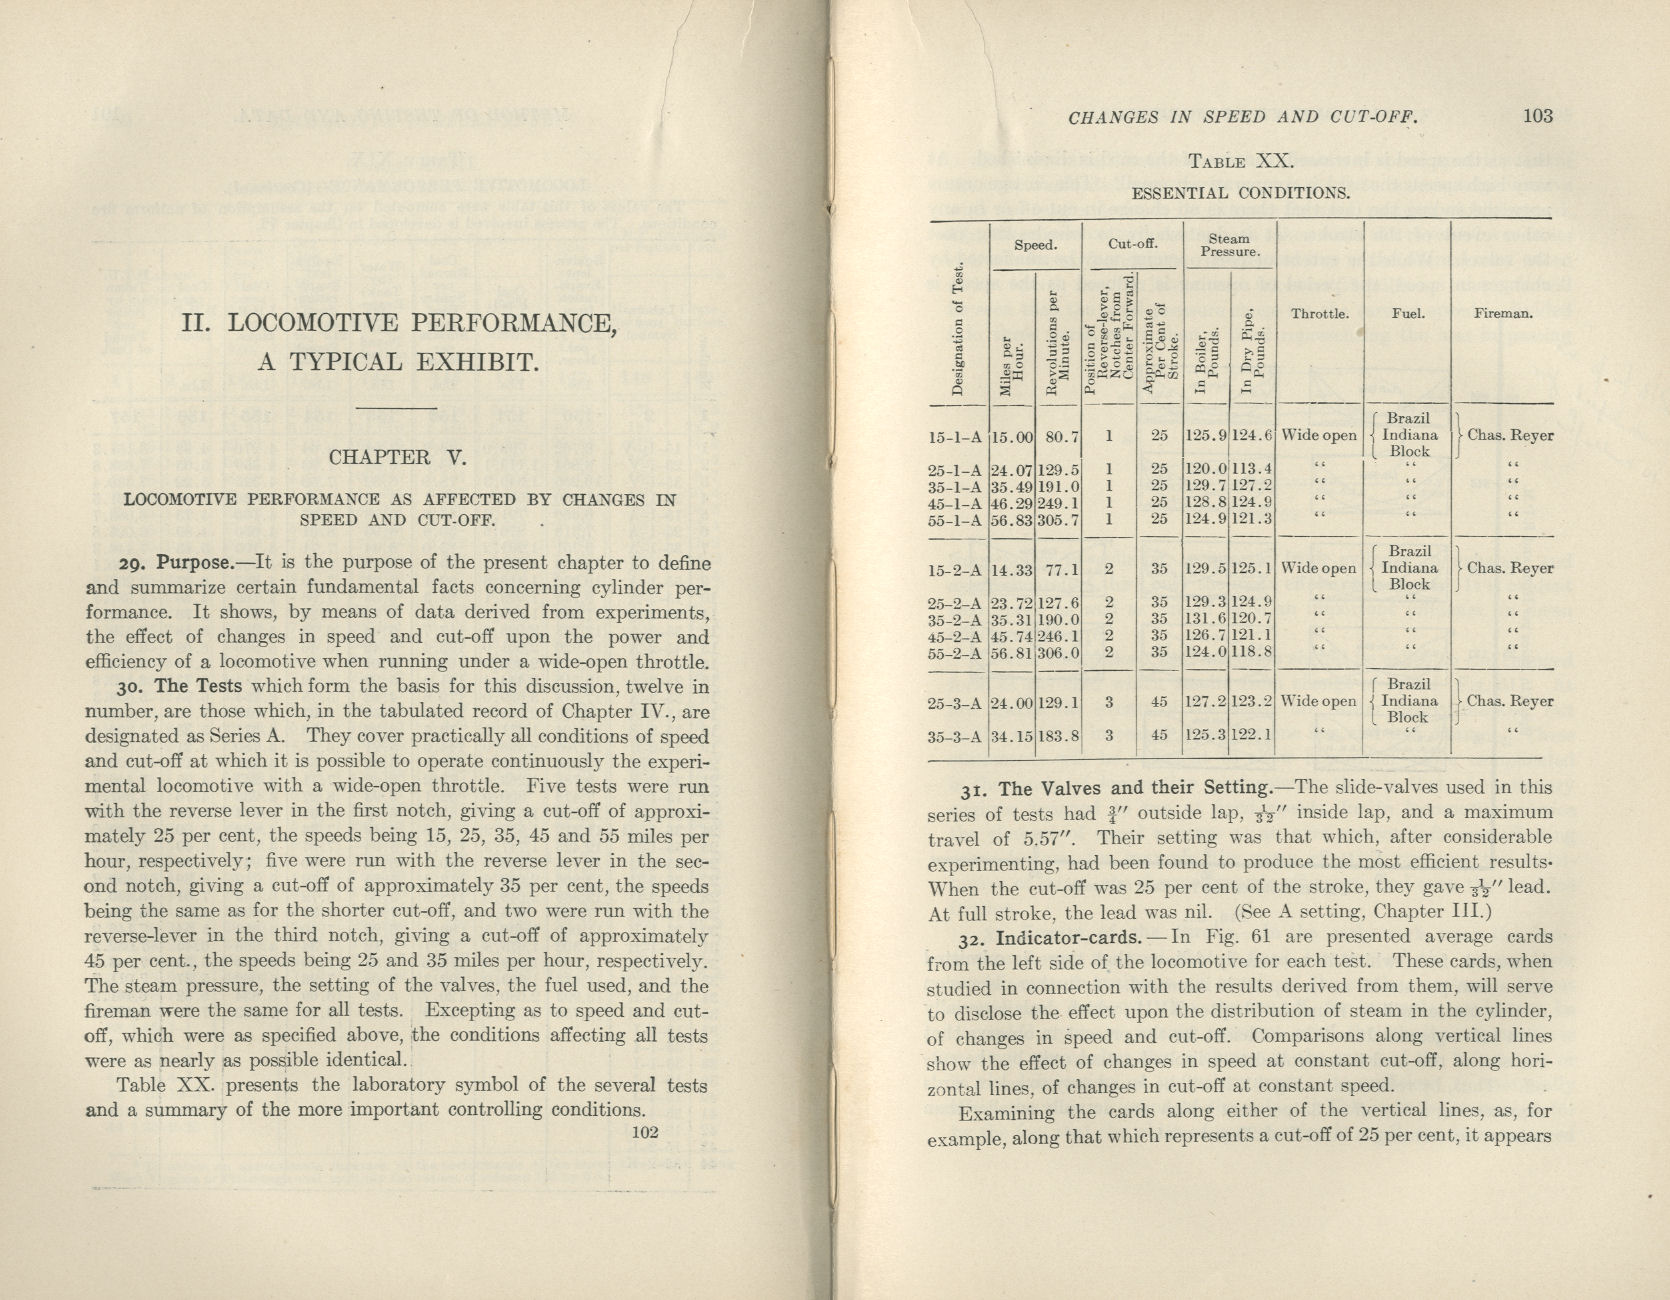 II. LOCOMOTIVE PERFORMANCE,
A TYPICAL EXHIBIT.
CHAPTER V.
LOCOMOTIVE PERFORMANCE AS AFFECTED BY CHANGES IN
SPEED AND CUT-OFF.
29. Purpose.—It is the purpose of the present chapter to define
and summarize certain fundamental facts concerning cylinder per-
formance. It shows, by means of data derived from experiments,
the effect of changes in speed and cut-off upon the power and
efficiency of a locomotive when running under a wide-open throttle.
30. The Tests which form the basis for this discussion, twelve in
number, are those which, in the tabulated record of Chapter IV., are
designated as Series A. They cover practically all conditions of speed
and cut-off at which it is possible to operate continuously the experi-
mental locomotive with a wide-open throttle. Five tests were run
with the reverse lever in the first notch, giving a cut-off of approxi-
mately 25 per cent, the speeds being 15, 25, 35, 45 and 55 miles per
hour, respectively; five were run with the reverse lever in the sec-
ond notch, giving a cut-off of approximately 35 per cent, the speeds
being the same as for the shorter cut-off, and two were run with the
reverse-lever in the third notch, giving a cut-off of approximately
45 per cent., the speeds being 25 and 35 miles per hour, respectively.
The steam pressure, the setting of the valves, the fuel used, and the
fireman were the same for all tests. Excepting as to speed and cut-
off, which were as specified above, the conditions affecting all tests
were as nearly as possible identical.
Table XX. presents the laboratory symbol of the several tests
and a summary of the more important controlling conditions.
102
CHANGES IN SPEED AND CUT-OFF. 103
TABLE XX.
ESSENTIAL CONDITIONS.
Designation of Test.
Speed.
Miles per
Hour.
Revolutions per
Minute.
Cut-off.
Position of
Reverse-lever,
Notches from
Center Forward.
Approximate
Per Cent of
Stroke.
Steam
Pressure.
In Boiler,
Pounds.
In Dry Pipe,
Pounds.
Throttle.
Fuel.
Fireman.
15-1-A 15.00 80.7 1 25 125.9 124.6 Wide open { Brazil Indiana Block } Chas. Reyer
25-1-A 24.07 129.5 1 25 120.0 113.4 “ “ “
35-1-A 35.49 191.0 1 25 129.7 127.2 “ “ “
45-1-A 46.29 249.1 1 25 128.8 124.9 “ “ “
55-1-A 56.83 305.7 1 25 124.9 121.3 “ “ “
15-2-A 14.33 77.1 2 35 129.5 125.1 Wide open { Brazil Indiana Block } Chas. Reyer
25-2-A 23.72 127.6 2 35 129.3 124.9 “ “ “
35-2-A 35.31 190.0 2 35 131.6 120.7 “ “ “
45-2-A 45.74 246.1 2 35 126.7 121.1 “ “ “
55-2-A 56.81 306.0 2 35 124.0 118.8 “ “ “
25-3-A 24.00 129.1 3 45 127.2 123.2 Wide open { Brazil Indiana Block } Chas. Reyer
35-3-A 34.15 183.8 3 45 125.3 122.1 “ “ “
31. The Valves and their Setting.—The slide-valves used in this
series of tests had ¾″ outside lap, 1/32″ inside lap, and a maximum
travel of 5.57″. Their setting was that which, after considerable
experimenting, had been found to produce the most efficient results.
When the cut-off was 25 per cent of the stroke, they gave 1/32″ lead.
At full stroke, the lead was nil. (See A setting, Chapter III.)
32. Indicator-cards.—In Fig. 61 are presented average cards
from the left side of the locomotive for each test. These cards, when
studied in connection with the results derived from them, will serve
to disclose the effect upon the distribution of steam in the cylinder,
of changes in speed and cut-off. Comparisons along vertical lines
show the effect of changes in speed at constant cut-off, along hori-
zontal lines, of changes in cut-off at constant speed.
Examining the cards along either of the vertical lines, as, for
example, along that which represents a cut-off of 25 per cent, it appears